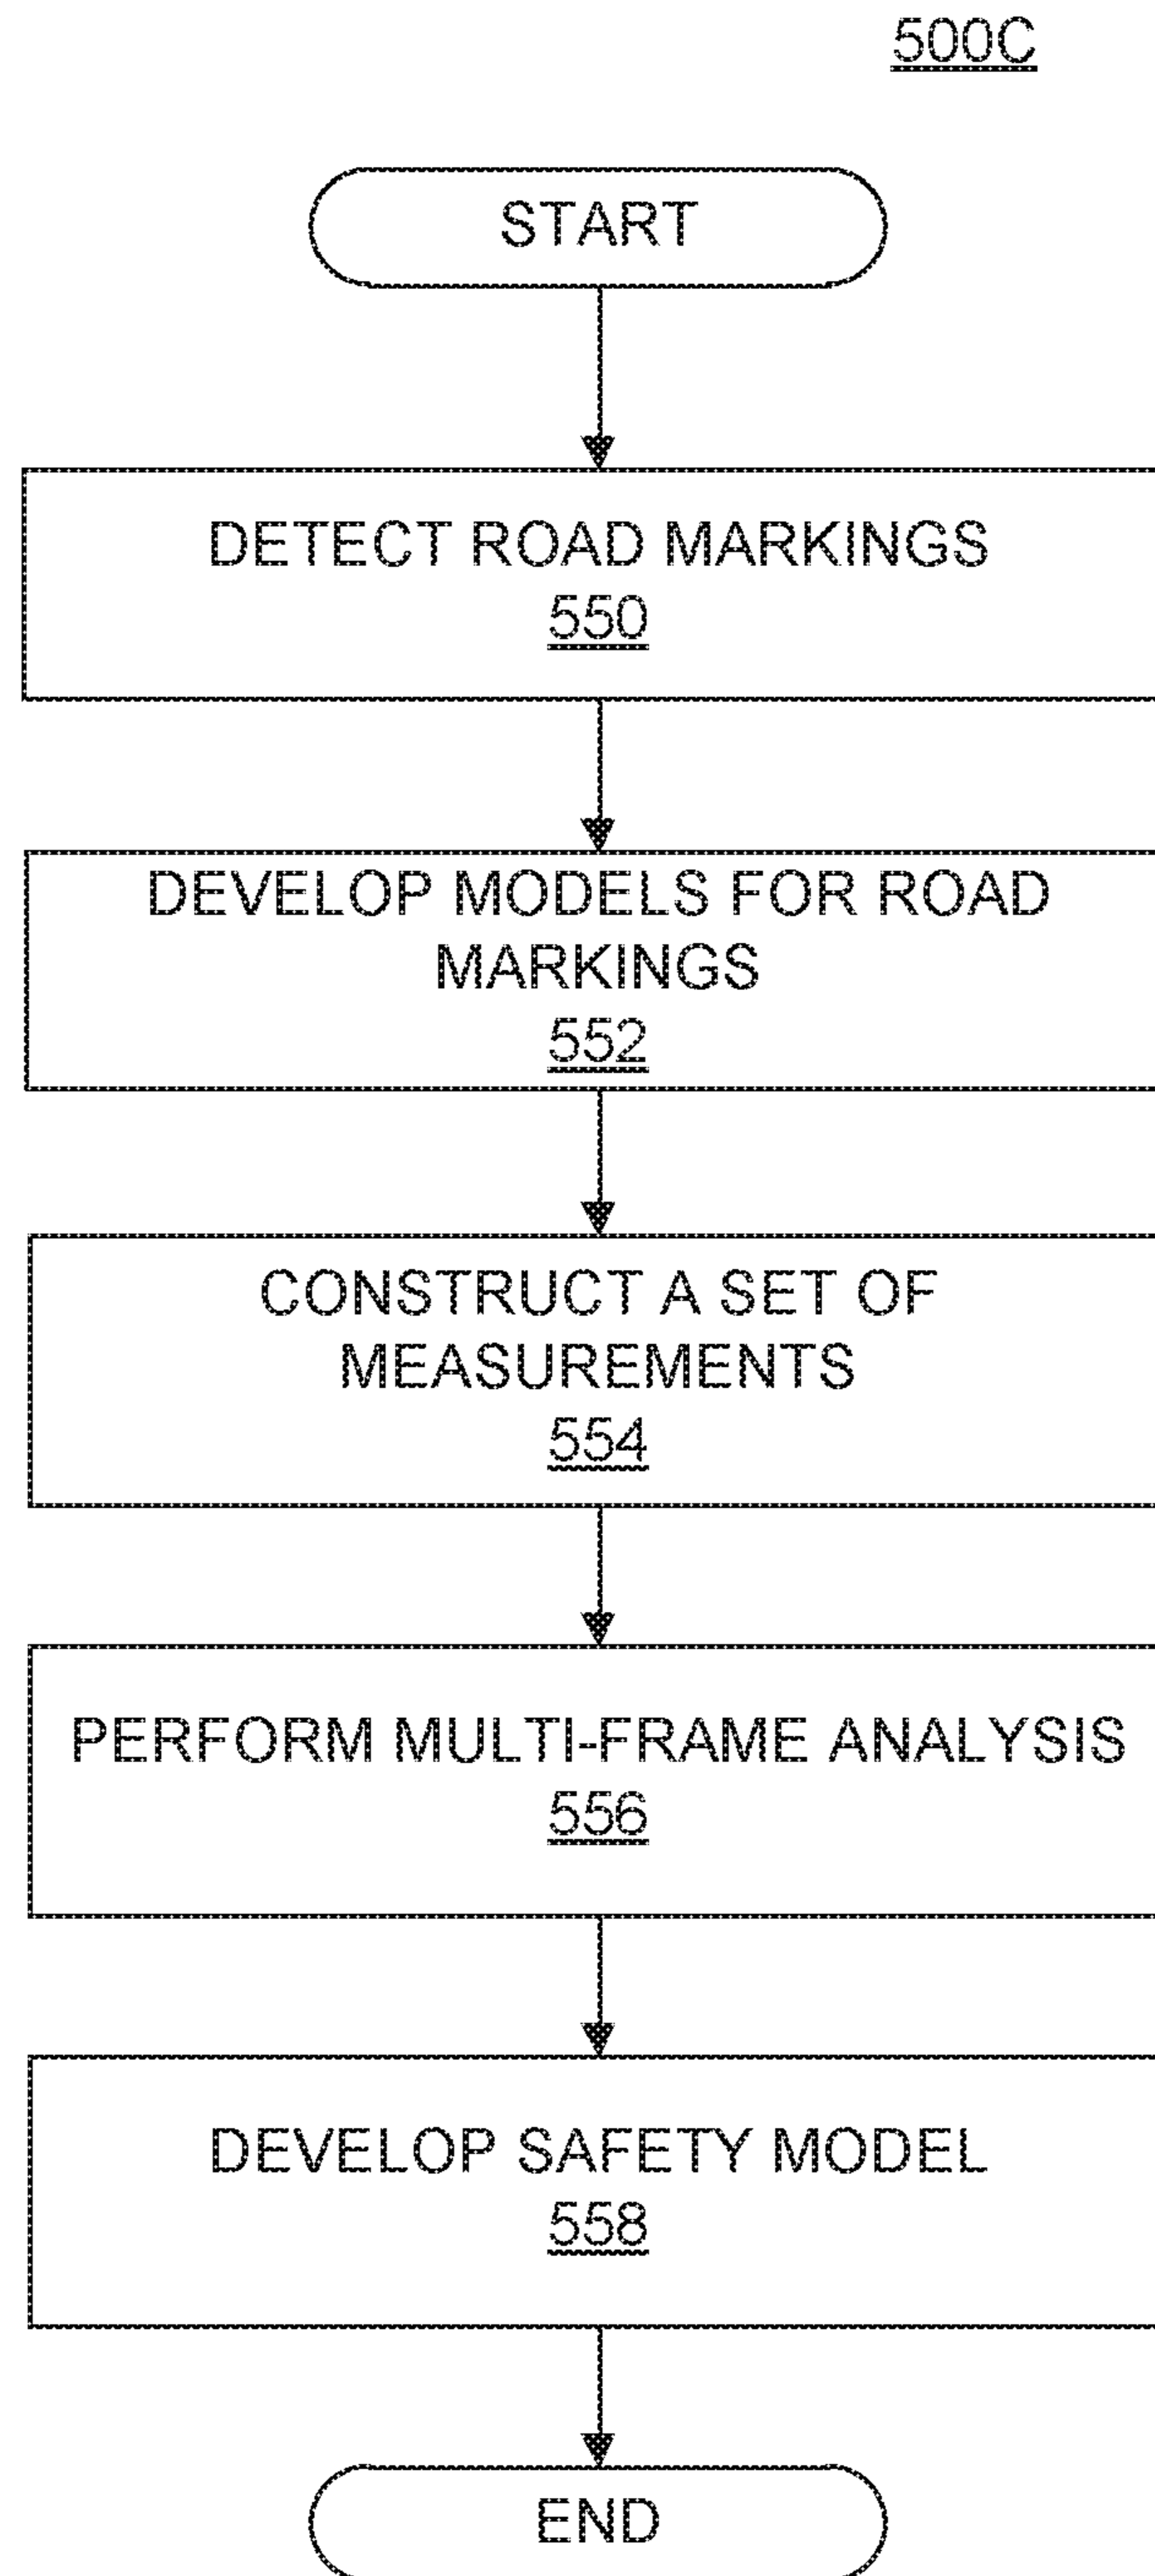 500C
START
DETECT ROAD MARKINGS
550
DEVELOP MODELS FOR ROAD
MARKINGS
552
CONSTRUCT A SET OF
MEASUREMENTS
554
PERFORM MULTI-FRAME ANALYSIS
556
DEVELOP SAFETY MODEL
558
END